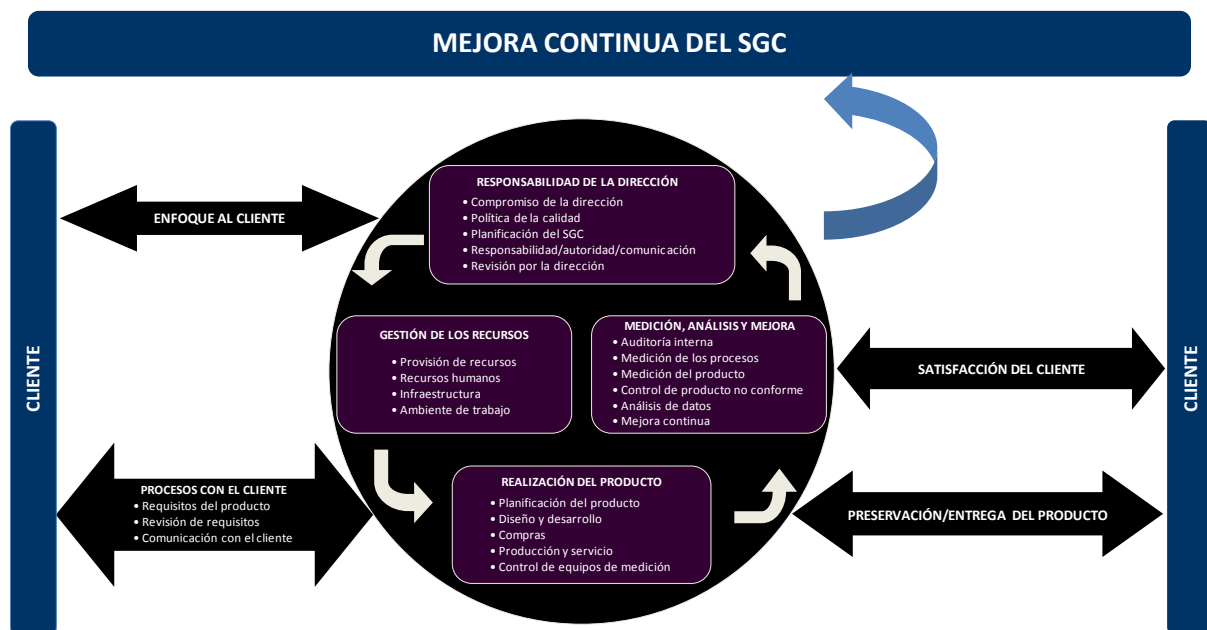 MEJORA CONTINUA DEL SGC
CLIENTE
ENFOQUE AL CLIENTE
PROCESOS CON EL CLIENTE
• Requisitos del producto
• Revisión de requisitos
• Comunicación con el cliente
RESPONSABILIDAD DE LA DIRECCIÓN
• Compromiso de la dirección
• Política de la calidad
• Planificación del SGC
• Responsabilidad/autoridad/comunicación
• Revisión por la dirección
GESTIÓN DE LOS RECURSOS
• Provisión de recursos
• Recursos humanos
• Infraestructura
• Ambiente de trabajo
MEDICIÓN, ANÁLISIS Y MEJORA
• Auditoría interna
• Medición de los procesos
• Medición del producto
• Control de producto no conforme
• Análisis de datos
• Mejora continua
REALIZACIÓN DEL PRODUCTO
• Planificación del producto
• Diseño y desarrollo
• Compras
• Producción y servicio
• Control de equipos de medición
SATISFACCIÓN DEL CLIENTE
PRESERVACIÓN/ENTREGA DEL PRODUCTO
CLIENTE